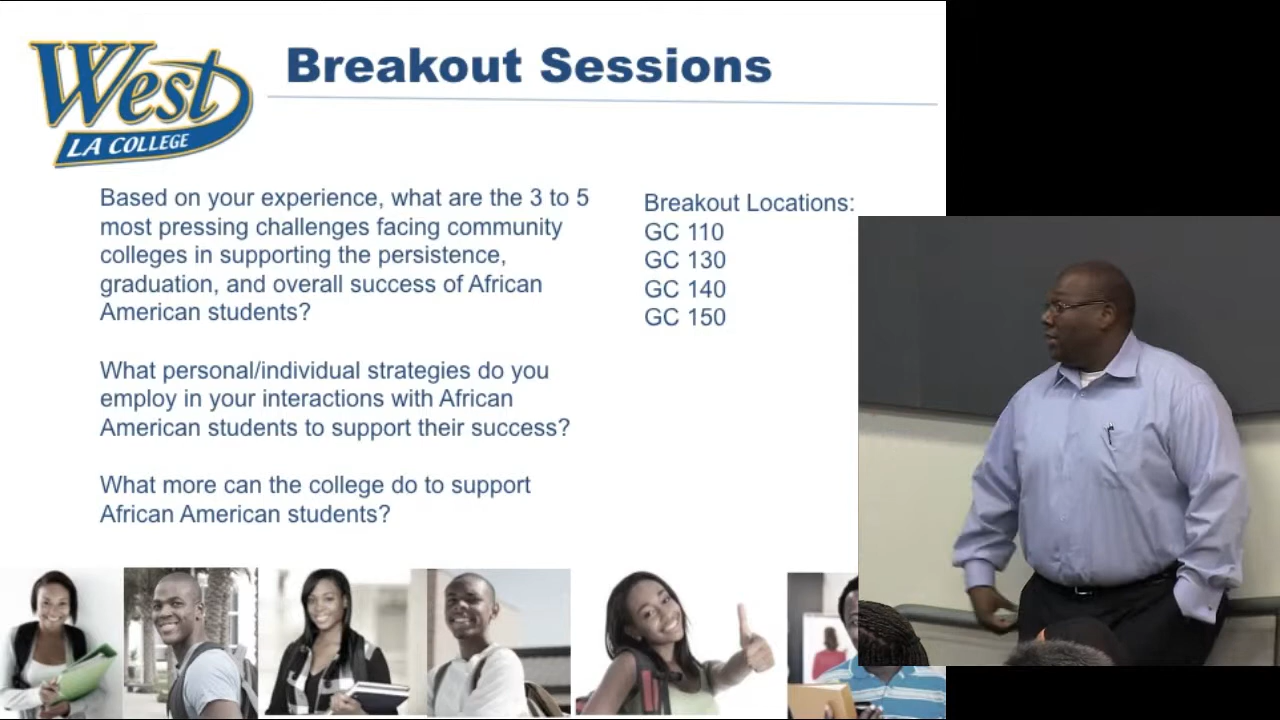 West
LA COLLEGE
Breakout Sessions
Based on your experience, what are the 3 to 5
most pressing challenges facing community
colleges in supporting the persistence,
graduation, and overall success of African
American students?
What personal/individual strategies do you
employ in your interactions with African
American students to support their success?
What more can the college do to support
African American students?
Breakout Locations:
GC 110
GC 130
GC 140
GC 150